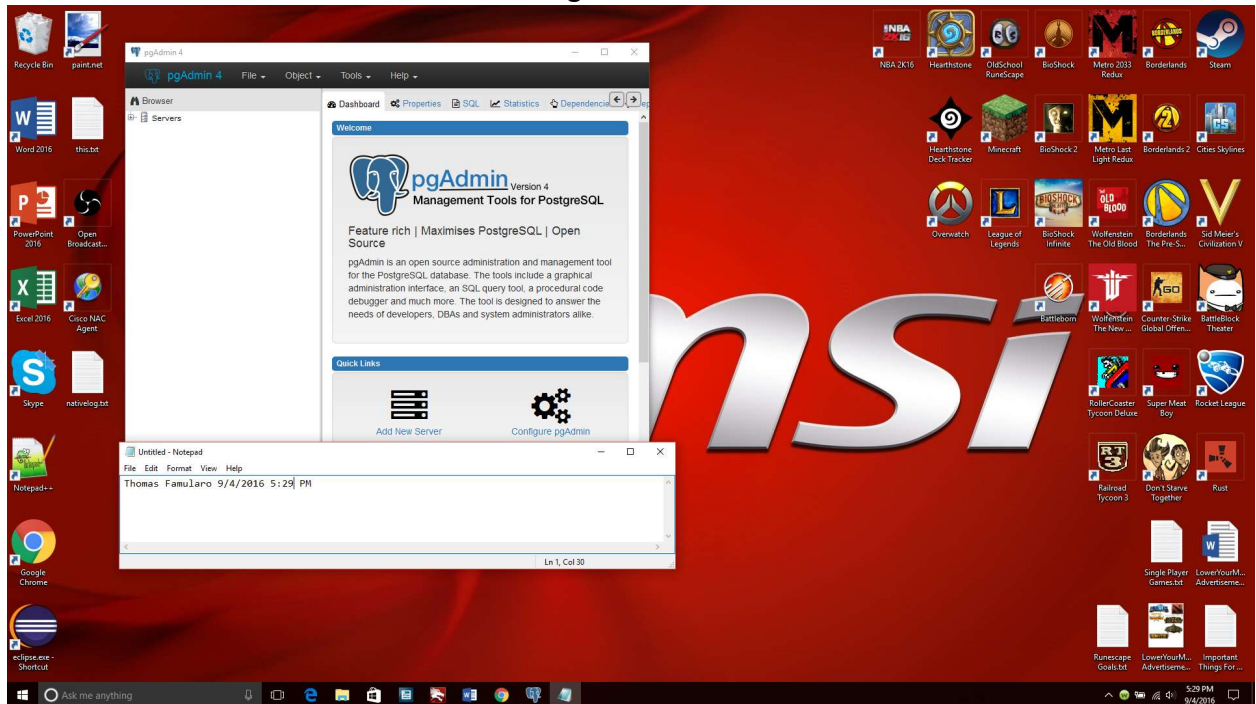 Recycle Bin
paint.net
Word 2016
this.txt
PowerPoint
2016
Open
Broadcast...
Excel 2016
Cisco NAC
Agent
Skype
nativelog.txt
Notepad++
Google
Chrome
eclipse.exe -
Shortcut
pgAdmin 4
pgAdmin 4 File Object Tools Help
Browser
Servers
Dashboard Properties SQL Statistics Dependencie
Welcome
pgAdmin Version 4
Management Tools for PostgreSQL
Feature rich | Maximises PostgreSQL | Open
Source
pgAdmin is an open source administration and management tool
for the PostgreSQL database. The tools include a graphical
administration interface, an SQL query tool, a procedural code
debugger and much more. The tool is designed to answer the
needs of developers, DBAs and system administrators alike.
Quick Links
Add New Server Configure pgAdmin
Untitled - Notepad
File Edit Format View Help
Thomas Famularo 9/4/2016 5:29 PM
Ln 1, Col 30
msi
NBA 2K16
Hearthstone
OldSchool
RuneScape
BioShock
Metro 2033
Redux
Borderlands
Steam
Hearthstone
Deck Tracker
Minecraft
BioShock 2
Metro Last
Light Redux
Borderlands 2
Cities Skylines
Overwatch
League of
Legends
BioShock
Infinite
Wolfenstein
The Old Blood
Borderlands
The Pre-S...
Sid Meier's
Civilization V
Battleborn
Wolfenstein
The New ...
Counter-Strike
Global Offen...
BattleBlock
Theater
RollerCoaster
Tycoon Deluxe
Super Meat
Boy
Rocket League
Railroad
Tycoon 3
Don't Starve
Together
Rust
Single Player
Games.txt
LowerYourM...
Advertiseme...
Runescape
Goals.txt
LowerYourM...
Advertiseme...
Important
Things For ...
Ask me anything
5:29 PM
9/4/2016